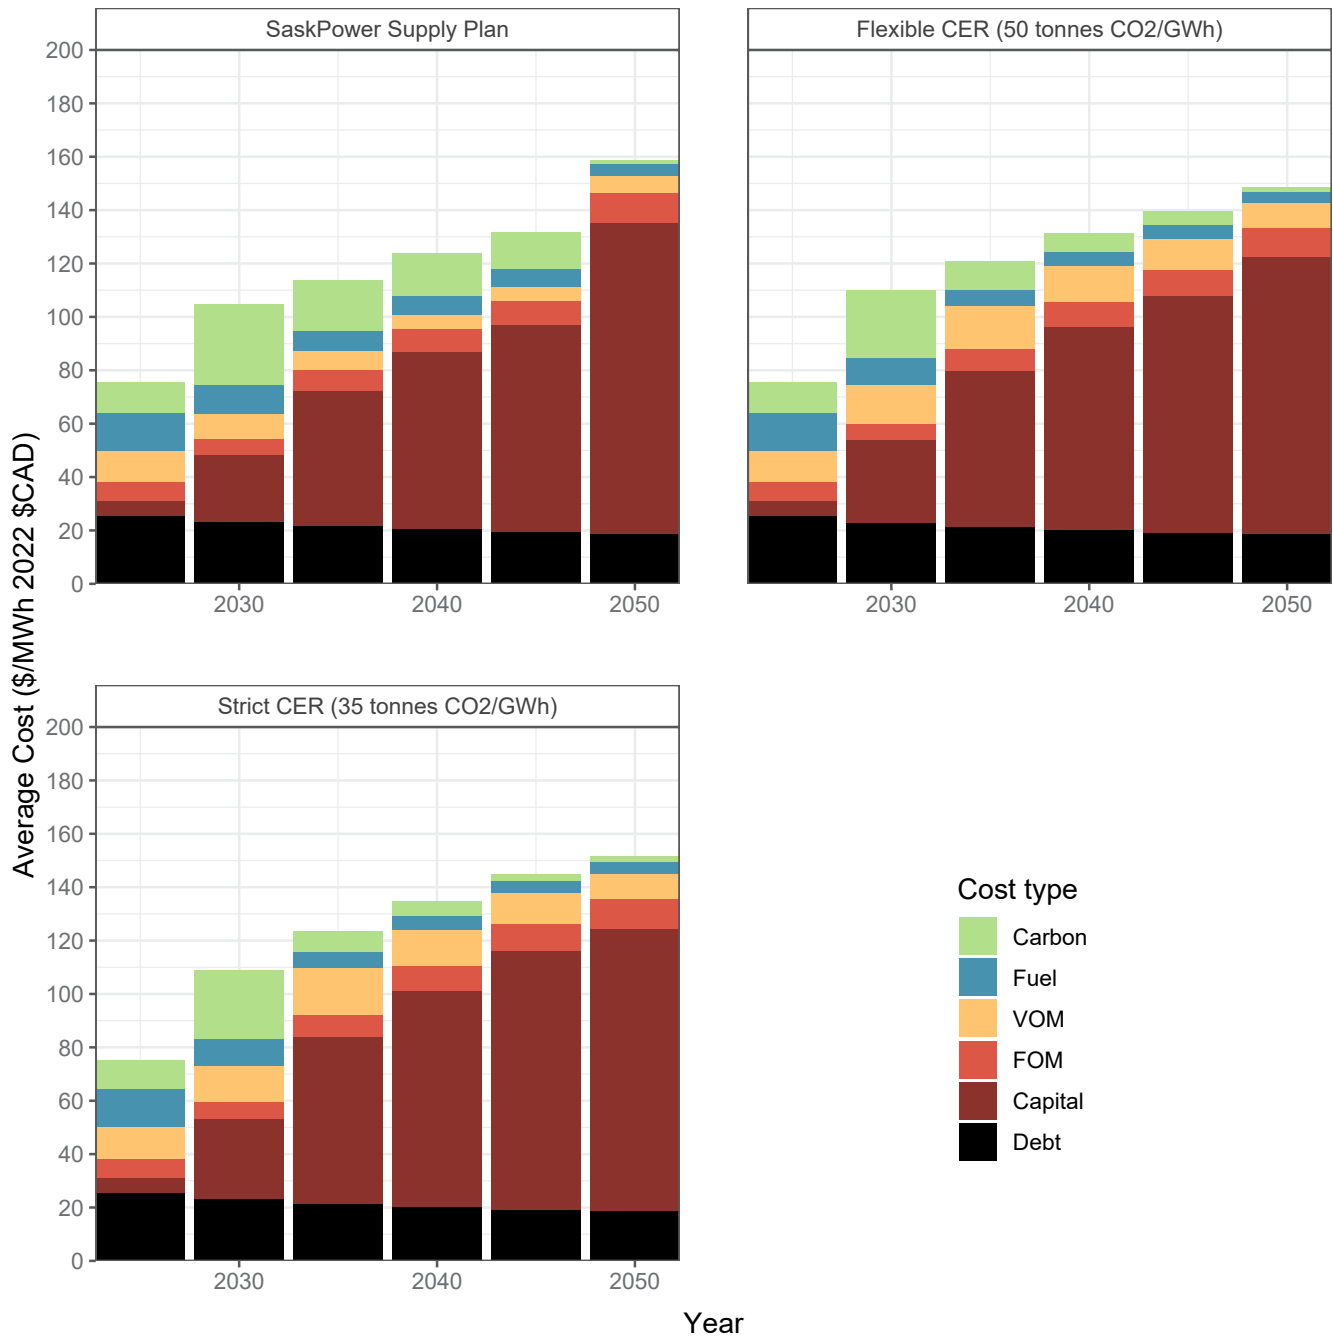 SaskPower Supply Plan
Flexible CER (50 tonnes CO2/GWh)
200
180
160
140
120
100
80
60
40
20
0
2030
2040
2050
2030
2040
2050
Average Cost ($/MWh 2022 $CAD)
Strict CER (35 tonnes CO2/GWh)
200
180
160
140
120
100
80
60
40
20
0
2030
2040
2050
Cost type
Carbon
Fuel
VOM
FOM
Capital
Debt
Year